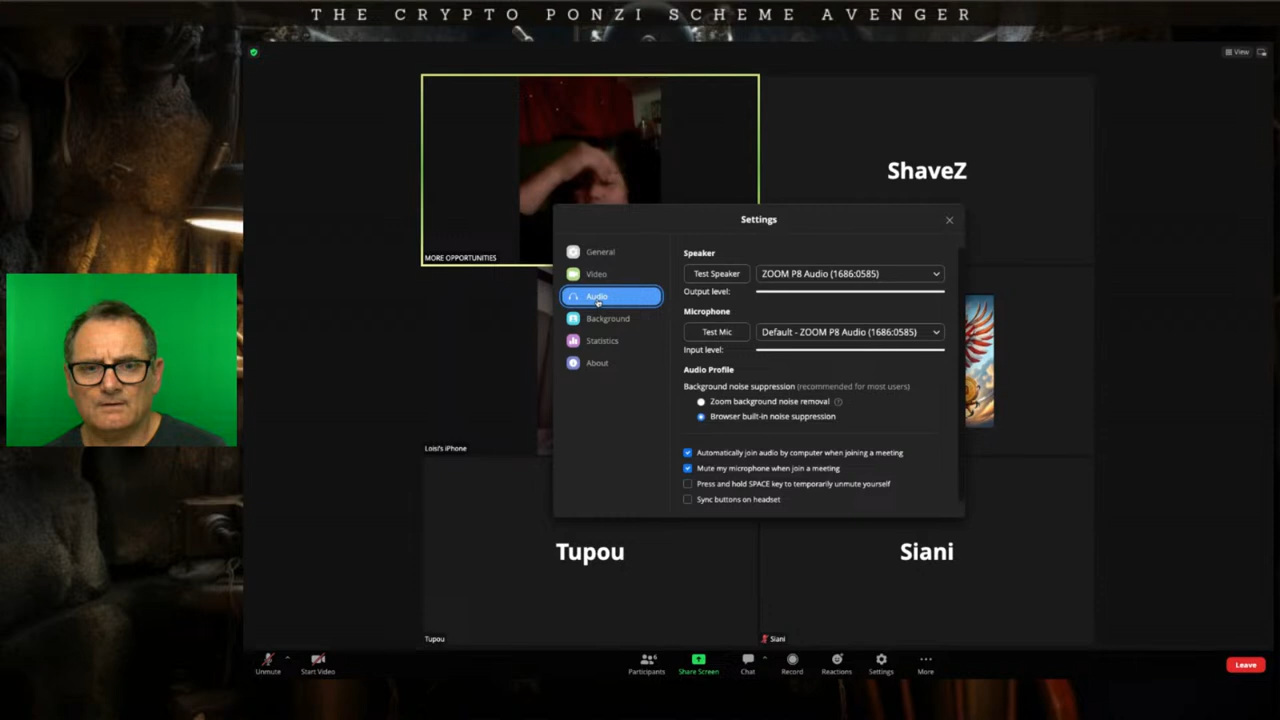 THE CRYPTO PONZI SCHEME AVENGER
View
MORE OPPORTUNITIES
ShaveZ
Settings
General
Video
Audio
Background
Statistics
About
Speaker
Test Speaker
ZOOM P8 Audio (1686:0585)
Output level:
Microphone
Test Mic
Default - ZOOM P8 Audio (1686:0585)
Input level:
Audio Profile
Background noise suppression (recommended for most users)
Zoom background noise removal
Browser built-in noise suppression
Automatically join audio by computer when joining a meeting
Mute my microphone when join a meeting
Press and hold SPACE key to temporarily unmute yourself
Sync buttons on headset
Loisi's iPhone
Tupou
Siani
Tupou
Siani
Unmute
Start Video
Participants
Share Screen
Chat
Record
Reactions
Settings
More
Leave